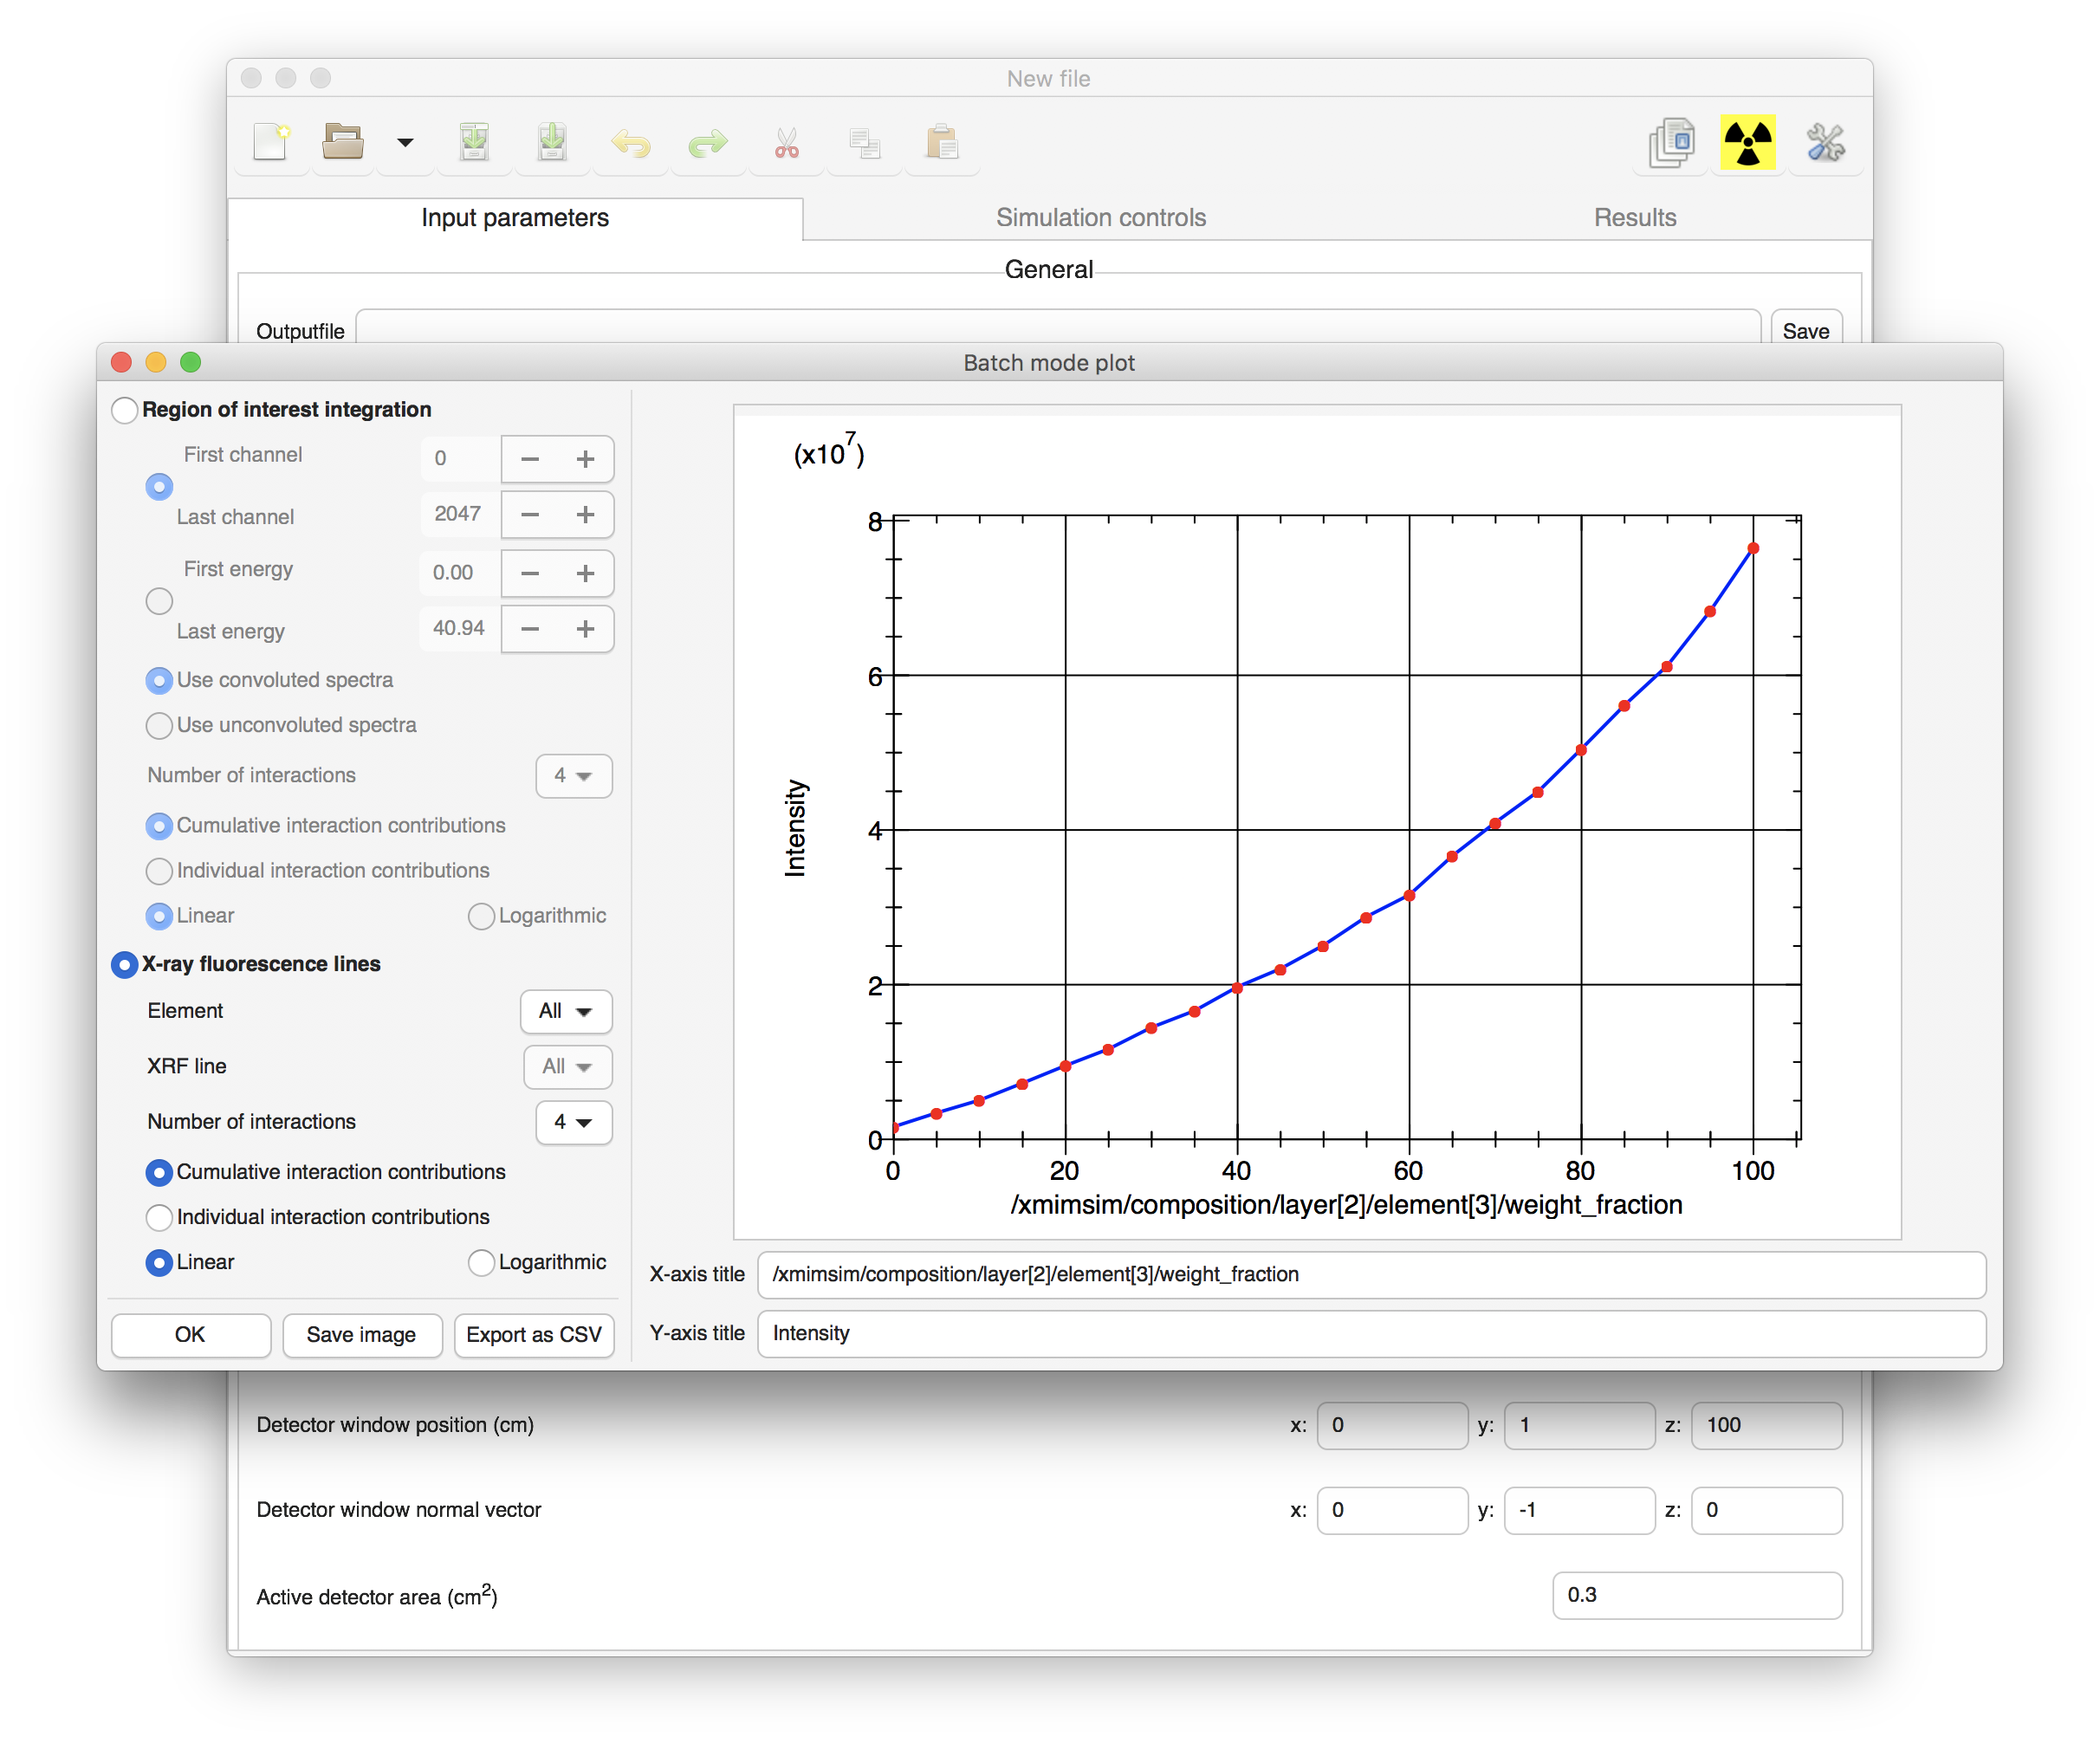 New file
Input parameters
Simulation controls
Results
General
Outputfile
Save
Batch mode plot
Region of interest integration
First channel 0 − +
Last channel 2047 − +
First energy 0.00 − +
Last energy 40.94 − +
Use convoluted spectra
Use unconvoluted spectra
Number of interactions 4
Cumulative interaction contributions
Individual interaction contributions
Linear Logarithmic
X-ray fluorescence lines
Element All
XRF line All
Number of interactions 4
Cumulative interaction contributions
Individual interaction contributions
Linear Logarithmic
OK Save image Export as CSV
(x10⁷)
8
6
4
2
0
Intensity
0 20 40 60 80 100
/xmimsim/composition/layer[2]/element[3]/weight_fraction
X-axis title /xmimsim/composition/layer[2]/element[3]/weight_fraction
Y-axis title Intensity
Detector window position (cm) x: 0 y: 1 z: 100
Detector window normal vector x: 0 y: -1 z: 0
Active detector area (cm²) 0.3